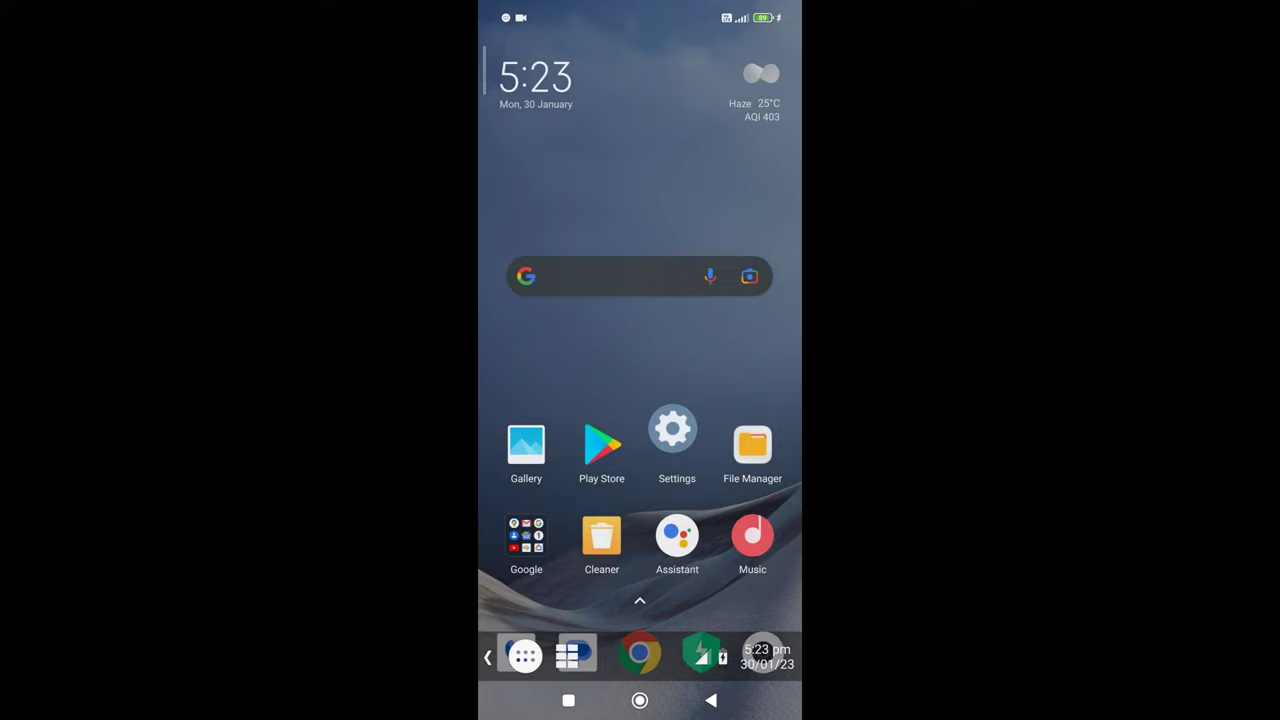 89
5:23
Mon, 30 January
Haze 25°C
AQI 403
Gallery
Play Store
Settings
File Manager
Google
Cleaner
Assistant
Music
5:23 pm
30/01/23